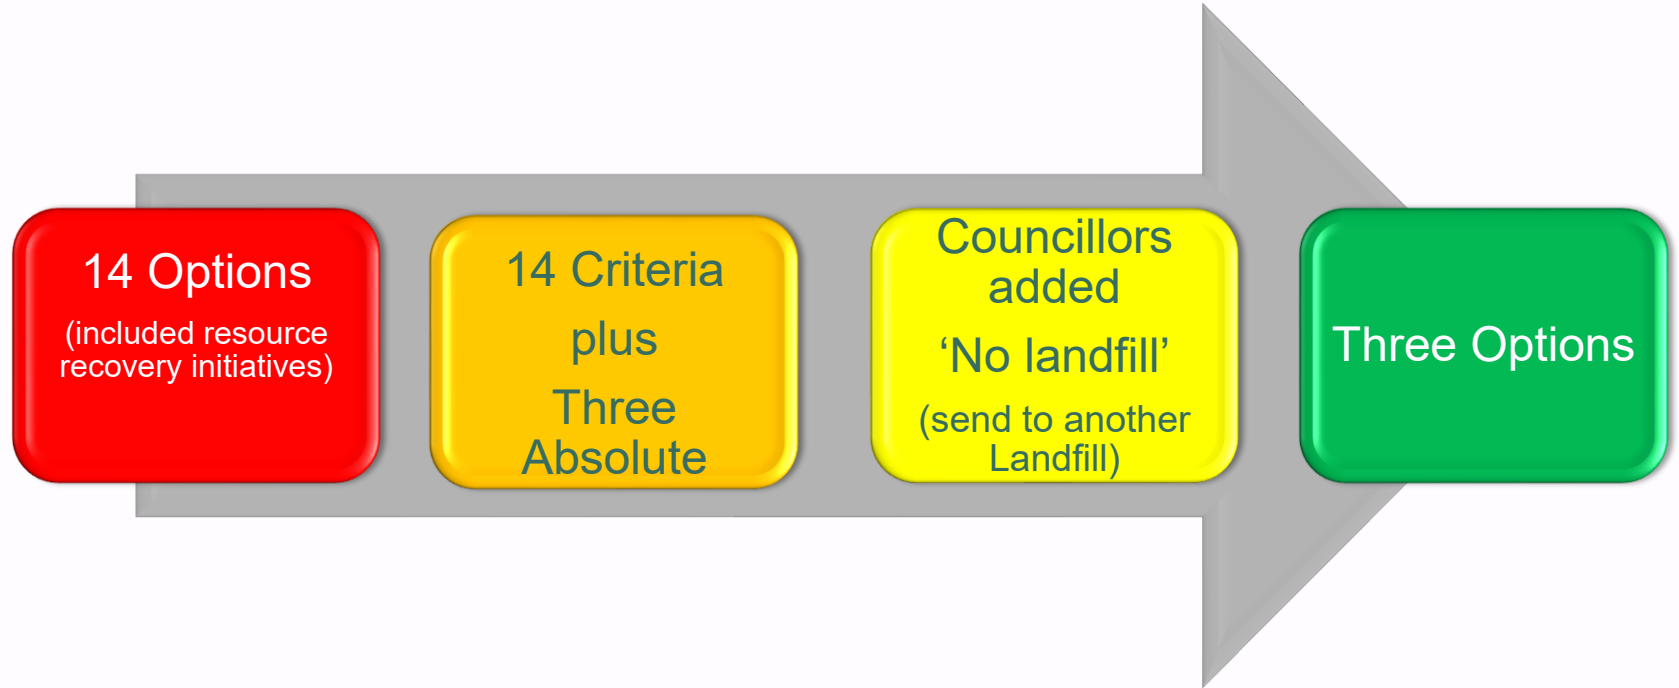 14 Options
(included resource
recovery initiatives)
14 Criteria
plus
Three
Absolute
Councillors
added
‘No landfill’
(send to another
Landfill)
Three Options